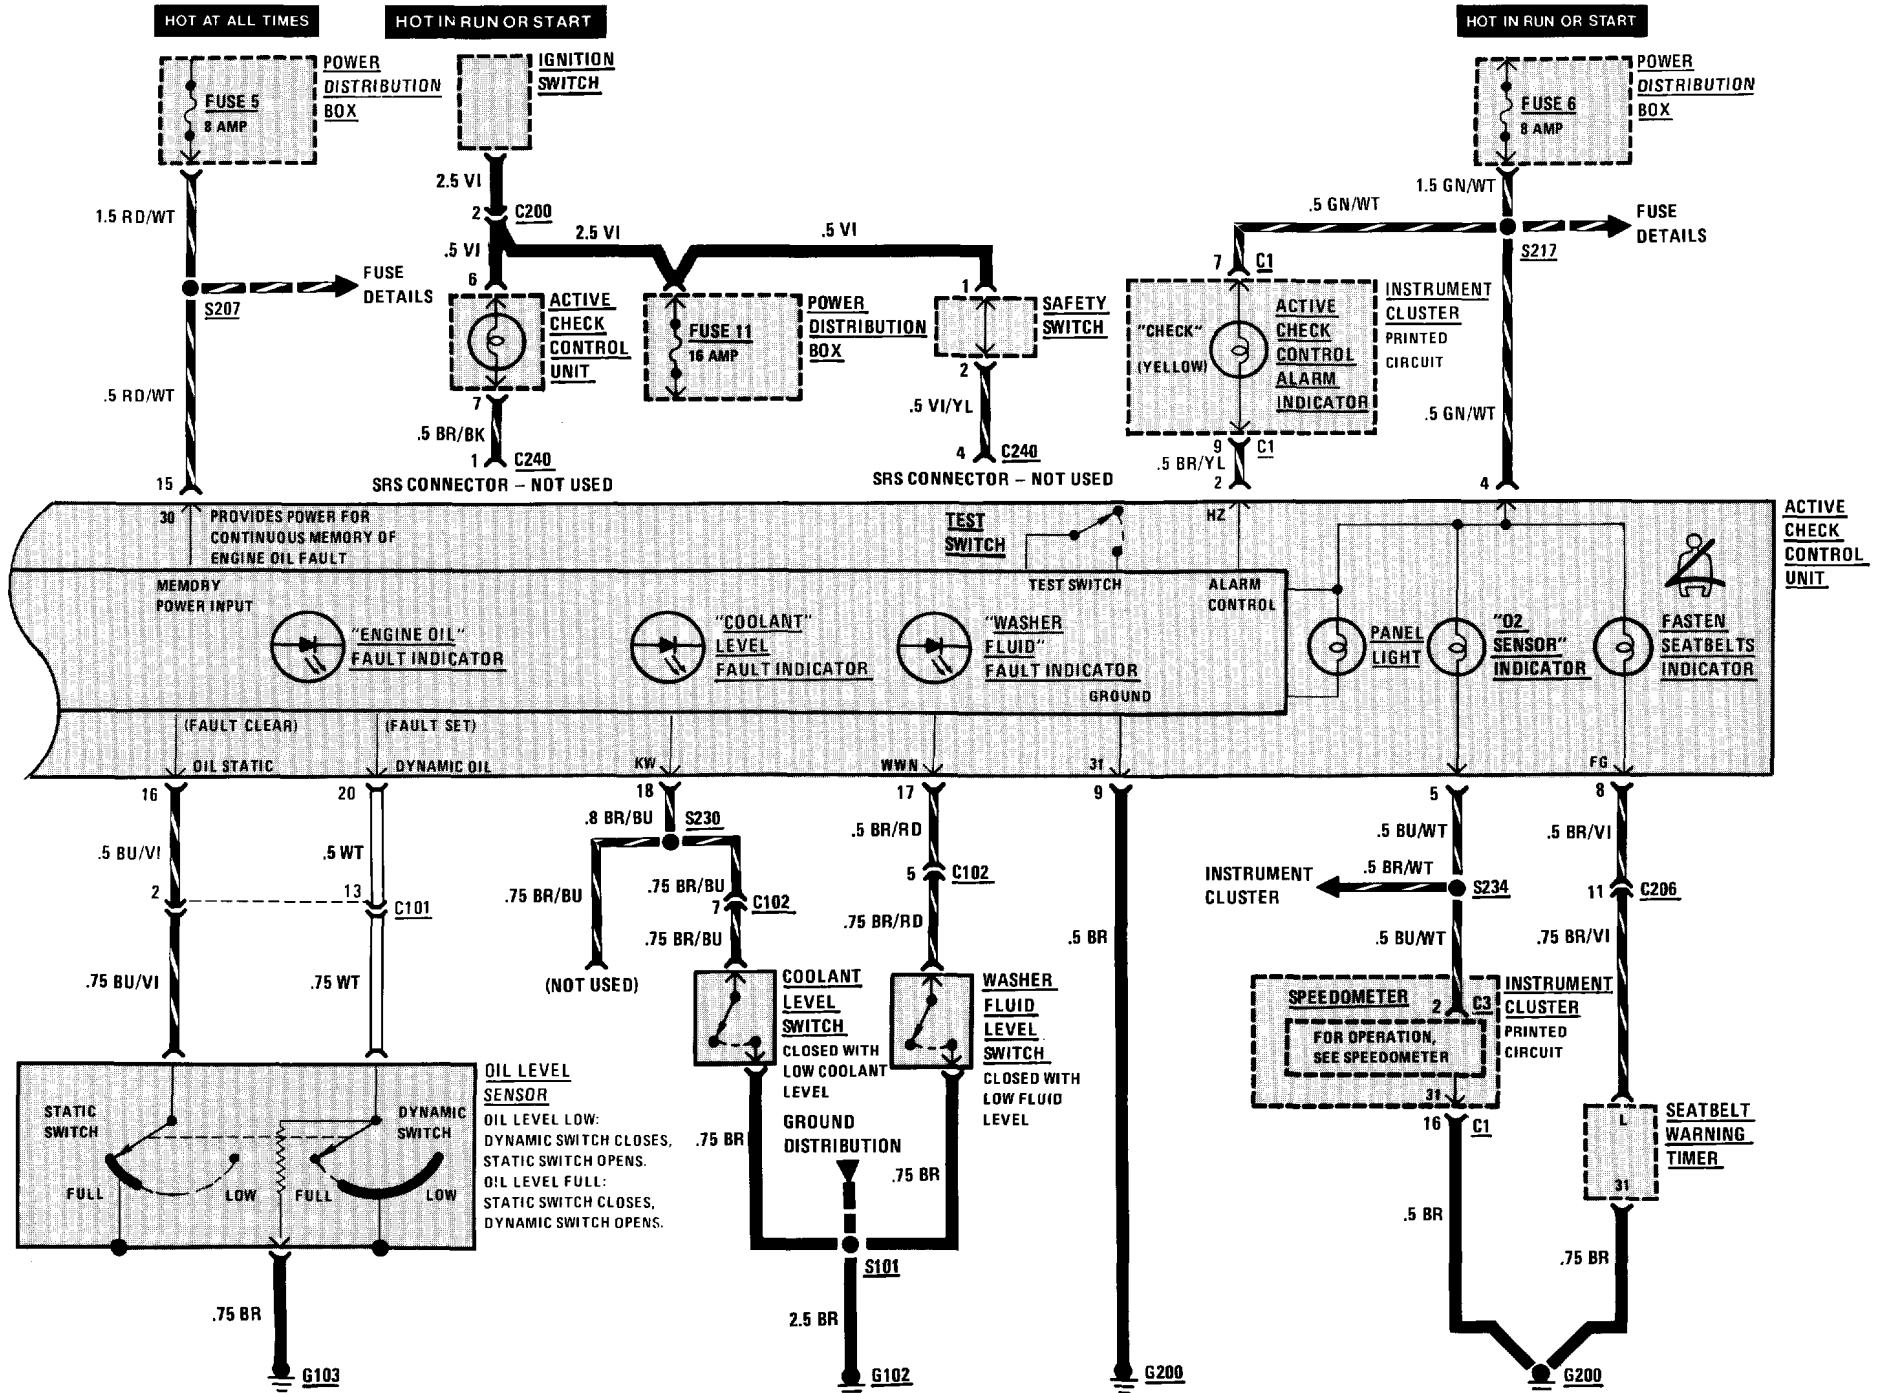 HOT AT ALL TIMES
HOT IN RUN OR START
HOT IN RUN OR START
FUSE 5
8 AMP
POWER
DISTRIBUTION
BOX
IGNITION
SWITCH
FUSE 6
8 AMP
POWER
DISTRIBUTION
BOX
1.5 RD/WT
S207
FUSE
DETAILS
.5 RD/WT
15
2.5 VI
2
C200
.5 VI
6
2.5 VI
.5 VI
ACTIVE
CHECK
CONTROL
UNIT
7
.5 BR/BK
1
C240
SRS CONNECTOR – NOT USED
FUSE 11
16 AMP
POWER
DISTRIBUTION
BOX
1
SAFETY
SWITCH
2
.5 VI/YL
4
C240
SRS CONNECTOR – NOT USED
1.5 GN/WT
.5 GN/WT
S217
FUSE
DETAILS
7
C1
"CHECK"
(YELLOW)
ACTIVE
CHECK
CONTROL
ALARM
INDICATOR
INSTRUMENT
CLUSTER
PRINTED
CIRCUIT
9
C1
.5 BR/YL
2
.5 GN/WT
4
30
PROVIDES POWER FOR
CONTINUOUS MEMORY OF
ENGINE OIL FAULT
TEST
SWITCH
HZ
ACTIVE
CHECK
CONTROL
UNIT
MEMORY
POWER INPUT
TEST SWITCH
ALARM
CONTROL
"ENGINE OIL"
FAULT INDICATOR
"COOLANT"
LEVEL
FAULT INDICATOR
"WASHER
FLUID"
FAULT INDICATOR
GROUND
PANEL
LIGHT
"O2
SENSOR"
INDICATOR
FASTEN
SEATBELTS
INDICATOR
(FAULT CLEAR)
(FAULT SET)
OIL STATIC
DYNAMIC OIL
KW
WWN
31
FG
16
20
18
17
9
5
8
.5 BU/VI
.5 WT
2
13
C101
.75 BU/VI
.75 WT
.8 BR/BU
S230
.75 BR/BU
.75 BR/BU
7
C102
.75 BR/BU
(NOT USED)
.5 BR/RD
5
C102
.75 BR/RD
.5 BR
.5 BU/WT
.5 BR/WT
INSTRUMENT
CLUSTER
S234
.5 BU/WT
.5 BR/VI
11
C206
.75 BR/VI
COOLANT
LEVEL
SWITCH
CLOSED WITH
LOW COOLANT
LEVEL
WASHER
FLUID
LEVEL
SWITCH
CLOSED WITH
LOW FLUID
LEVEL
SPEEDOMETER
2
C3
FOR OPERATION,
SEE SPEEDOMETER
31
INSTRUMENT
CLUSTER
PRINTED
CIRCUIT
16
C1
STATIC
SWITCH
DYNAMIC
SWITCH
FULL
LOW
FULL
LOW
OIL LEVEL
SENSOR
OIL LEVEL LOW:
DYNAMIC SWITCH CLOSES,
STATIC SWITCH OPENS.
OIL LEVEL FULL:
STATIC SWITCH CLOSES,
DYNAMIC SWITCH OPENS.
.75 BR
GROUND
DISTRIBUTION
.75 BR
S101
2.5 BR
L
31
SEATBELT
WARNING
TIMER
.5 BR
.75 BR
.75 BR
G103
G102
G200
G200